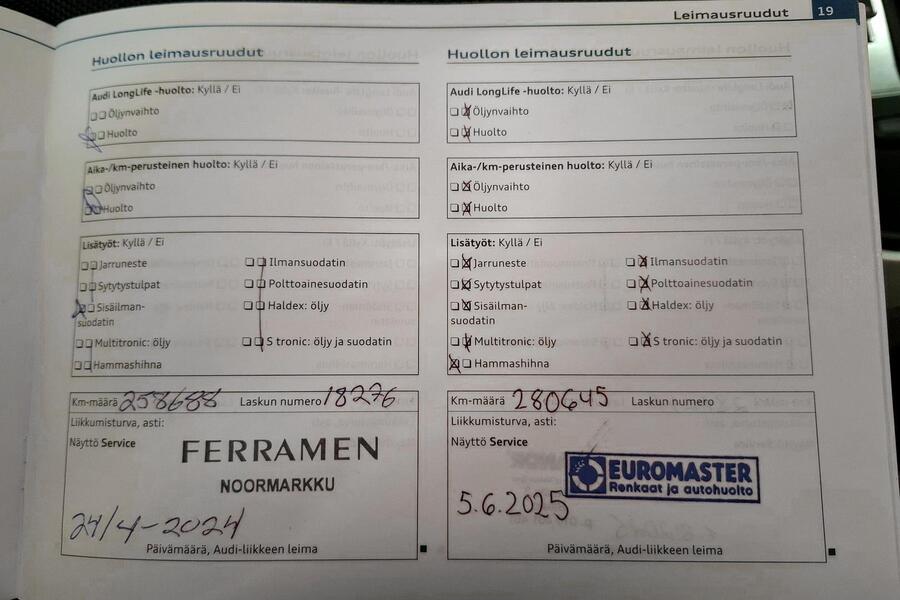 Leimausruudut 19
Huollon leimausruudut
Audi LongLife -huolto: Kyllä / Ei
Öljynvaihto
Huolto
Aika-/km-perusteinen huolto: Kyllä / Ei
Öljynvaihto
Huolto
Lisätyöt: Kyllä / Ei
Jarruneste
Ilmansuodatin
Sytytystulpat
Polttoainesuodatin
Sisäilman-
suodatin
Haldex: öljy
Multitronic: öljy
S tronic: öljy ja suodatin
Hammashihna
Km-määrä 258688 Laskun numero 18276
Liikkumisturva, asti:
Näyttö Service
FERRAMEN
NOORMARKKU
24/4-2024
Päivämäärä, Audi-liikkeen leima
Huollon leimausruudut
Audi LongLife -huolto: Kyllä / Ei
Öljynvaihto
Huolto
Aika-/km-perusteinen huolto: Kyllä / Ei
Öljynvaihto
Huolto
Lisätyöt: Kyllä / Ei
Jarruneste
Ilmansuodatin
Sytytystulpat
Polttoainesuodatin
Sisäilman-
suodatin
Haldex: öljy
Multitronic: öljy
S tronic: öljy ja suodatin
Hammashihna
Km-määrä 280645 Laskun numero
Liikkumisturva, asti:
Näyttö Service
EUROMASTER
Renkaat ja autohuolto
5.6.2025
Päivämäärä, Audi-liikkeen leima